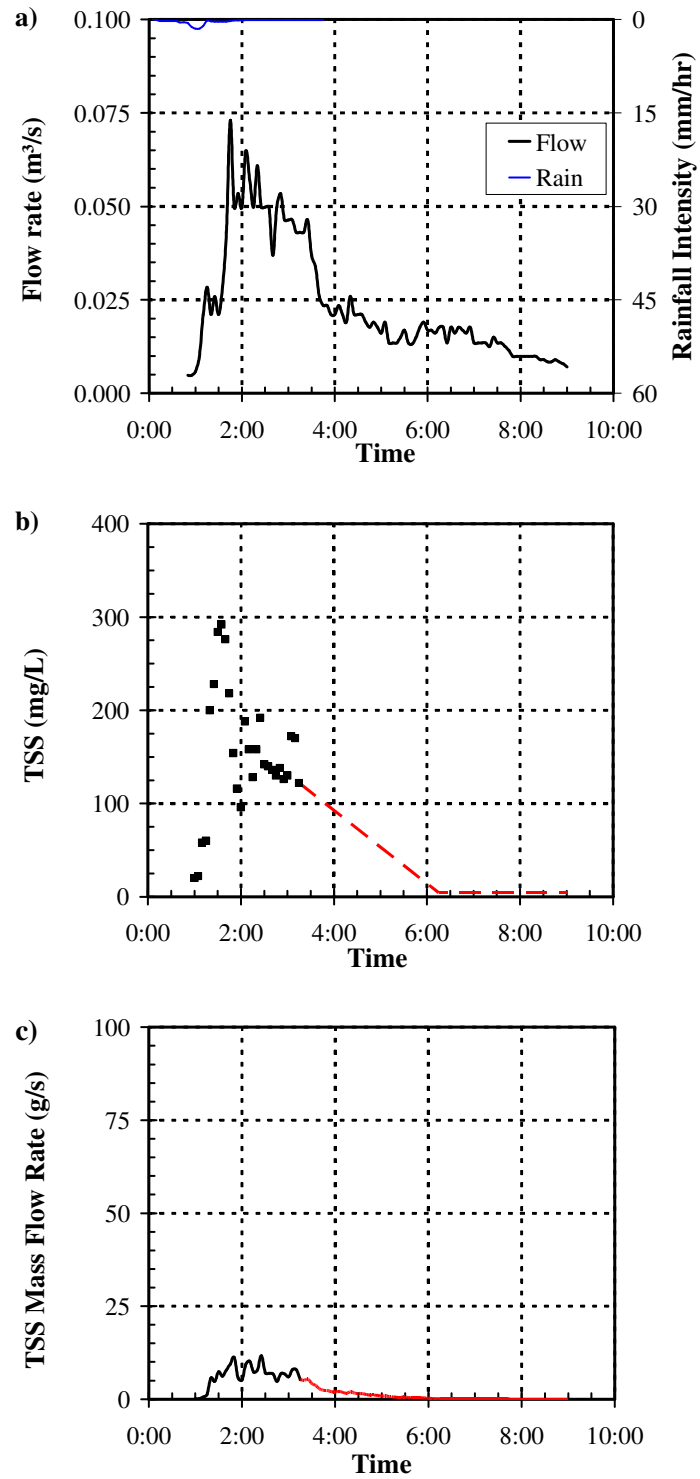 a)
Flow rate (m³/s)
0.100
0.075
0.050
0.025
0.000
0
15
30
45
60
Rainfall Intensity (mm/hr)
Flow
Rain
0:00 2:00 4:00 6:00 8:00 10:00
Time
b)
TSS (mg/L)
400
300
200
100
0
0:00 2:00 4:00 6:00 8:00 10:00
Time
c)
TSS Mass Flow Rate (g/s)
100
75
50
25
0
0:00 2:00 4:00 6:00 8:00 10:00
Time